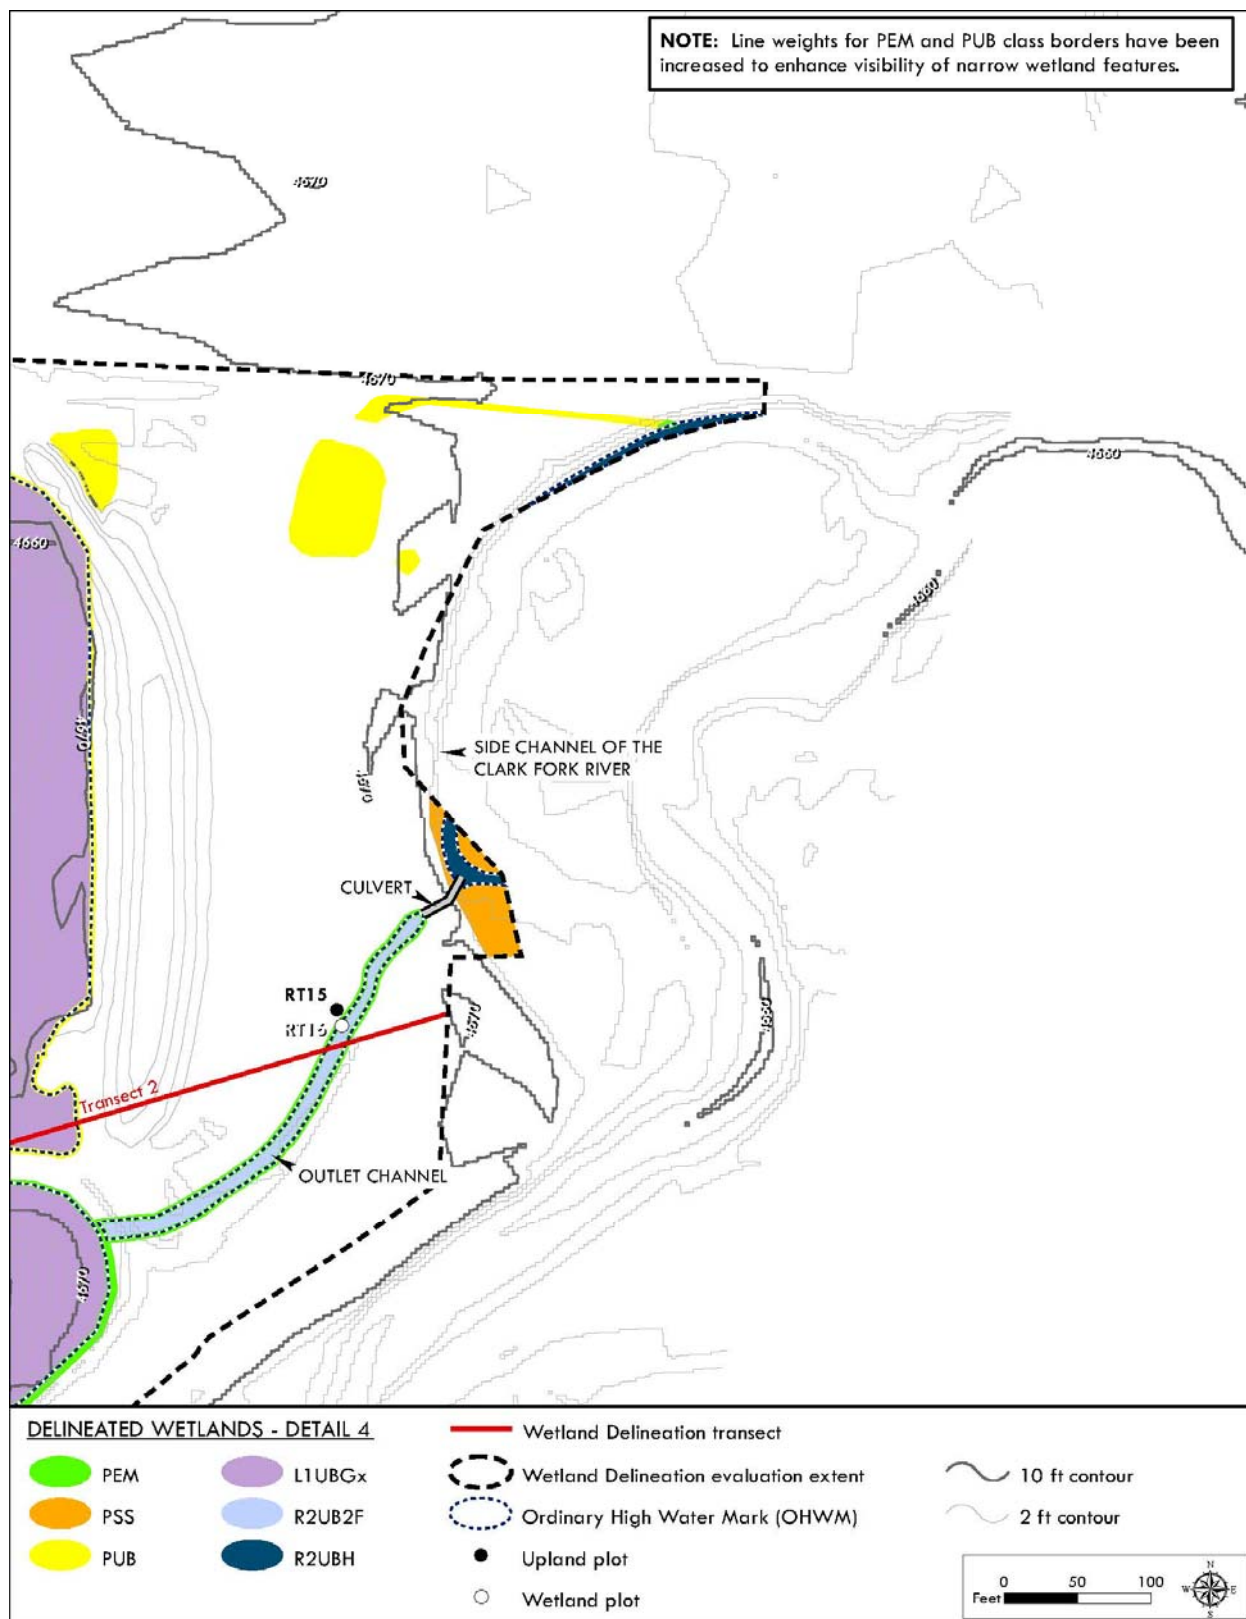 NOTE: Line weights for PEM and PUB class borders have been
increased to enhance visibility of narrow wetland features.
4670
4670
4660
4660
4660
4670
SIDE CHANNEL OF THE
CLARK FORK RIVER
4670
CULVERT
RT15
RT16
4670
4660
Transect 2
OUTLET CHANNEL
4670
DELINEATED WETLANDS - DETAIL 4
PEM
PSS
PUB
L1UBGx
R2UB2F
R2UBH
Wetland Delineation transect
Wetland Delineation evaluation extent
Ordinary High Water Mark (OHWM)
Upland plot
Wetland plot
10 ft contour
2 ft contour
0 50 100
Feet
N
W E
S